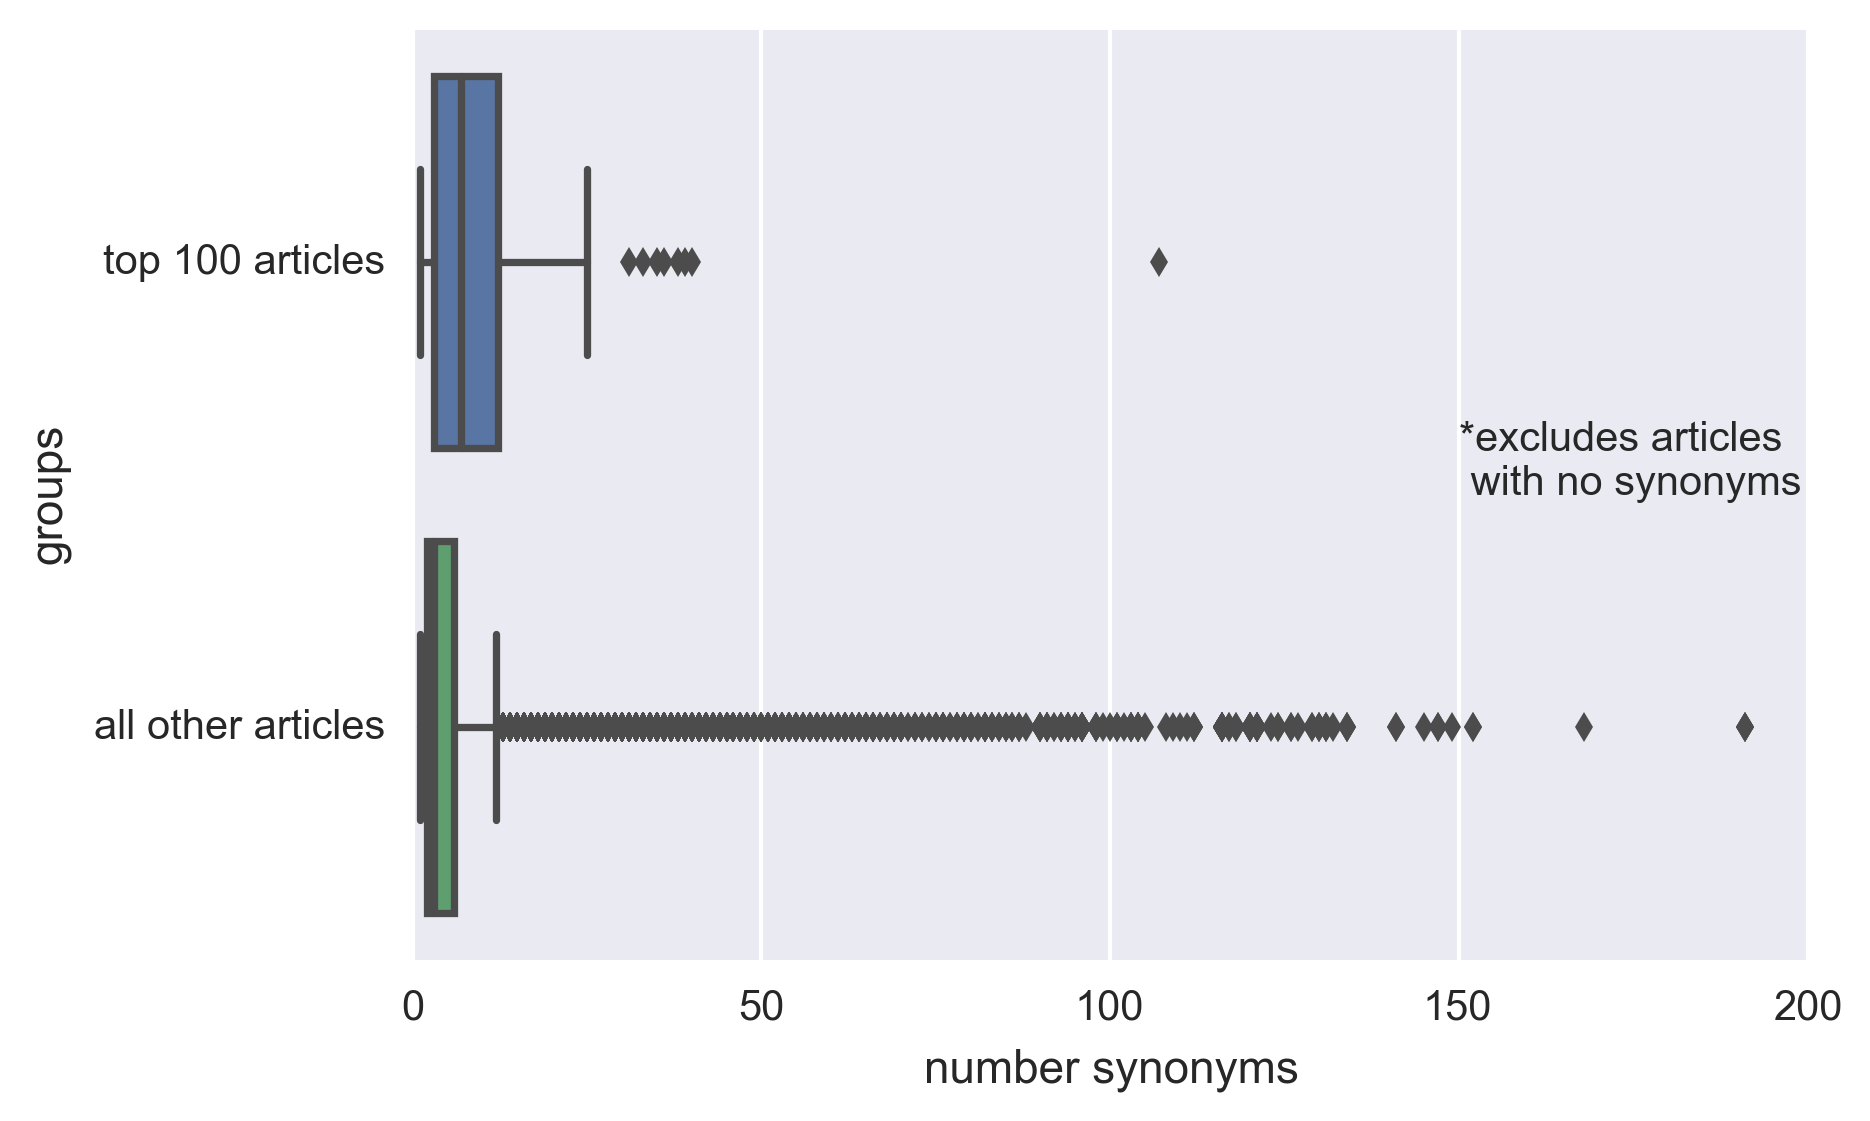 top 100 articles
*excludes articles
with no synonyms
groups
all other articles
0 50 100 150 200
number synonyms